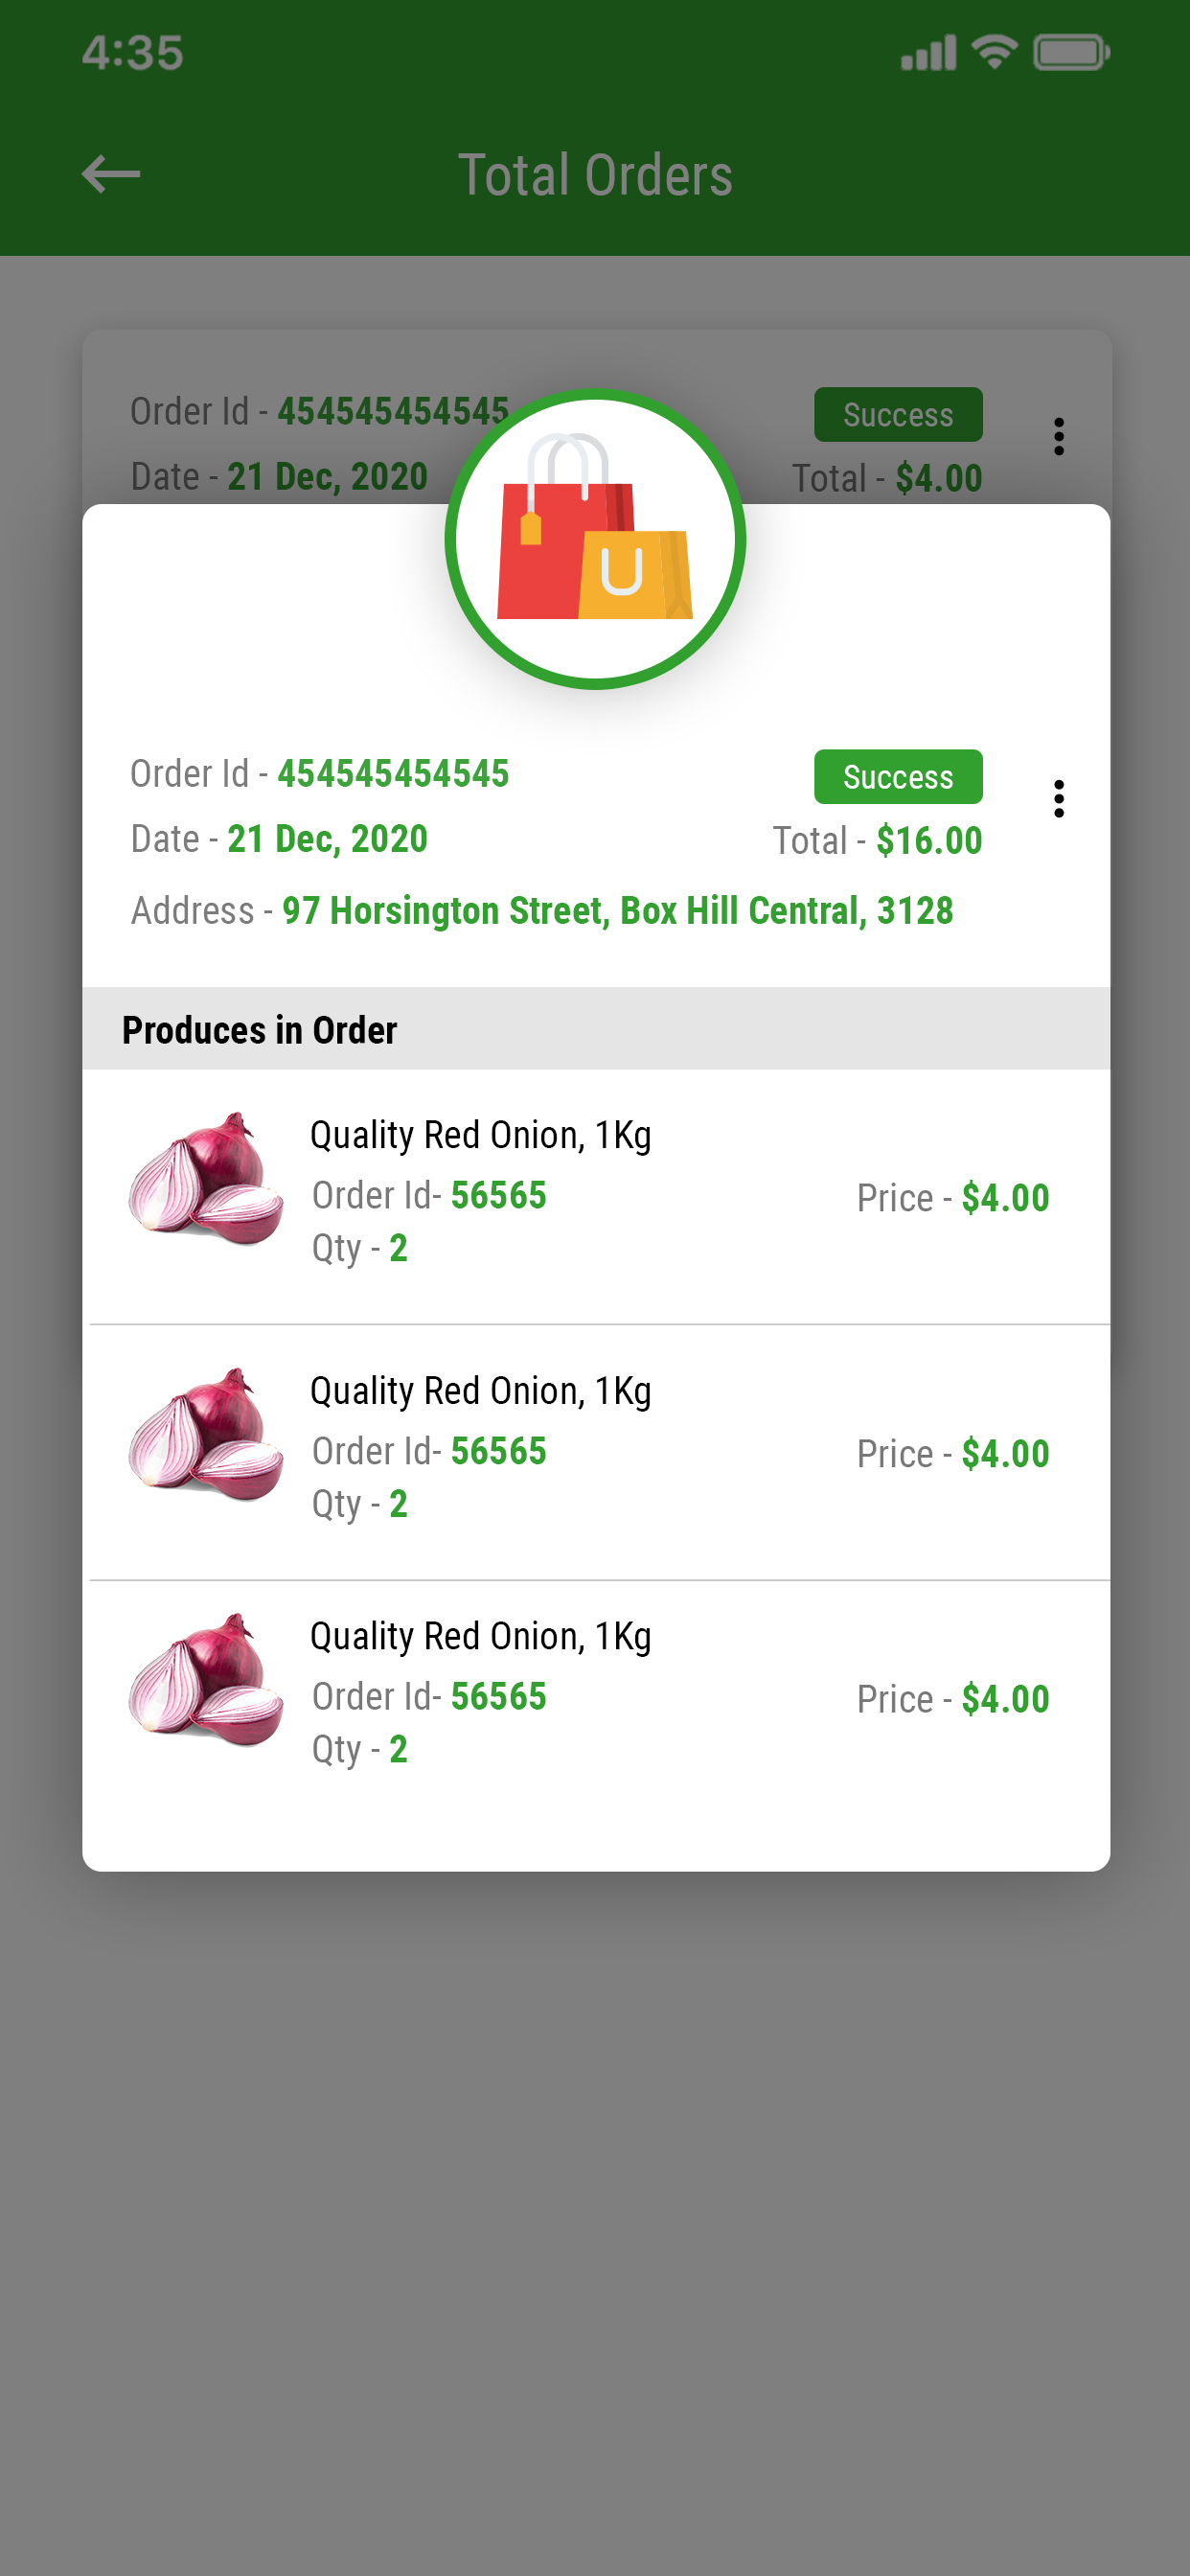 4:35
Total Orders
Order Id - 454545454545
Success
Date - 21 Dec, 2020
Total - $4.00
Order Id - 454545454545
Success
Date - 21 Dec, 2020
Total - $16.00
Address - 97 Horsington Street, Box Hill Central, 3128
Produces in Order
Quality Red Onion, 1Kg
Order Id- 56565
Price - $4.00
Qty - 2
Quality Red Onion, 1Kg
Order Id- 56565
Price - $4.00
Qty - 2
Quality Red Onion, 1Kg
Order Id- 56565
Price - $4.00
Qty - 2